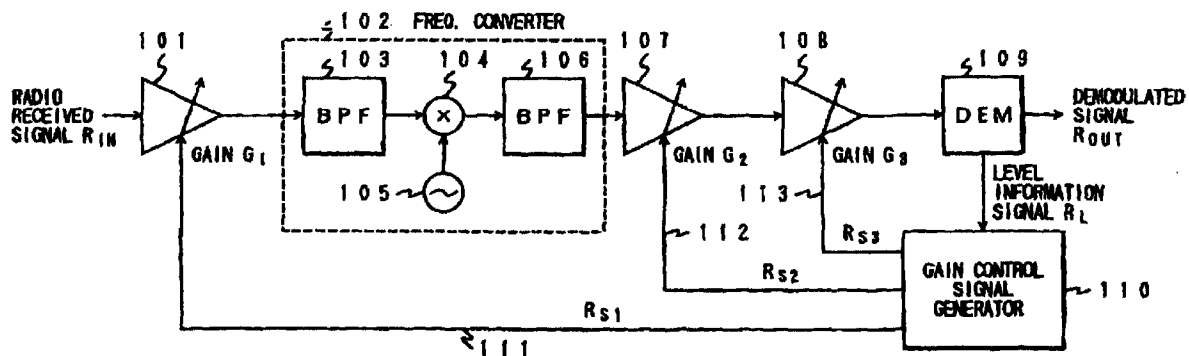 102 FREQ. CONVERTER
101
103
104
106
107
108
109
RADIO
RECEIVED
SIGNAL RIN
BPF
×
BPF
DEM
DEMODULATED
SIGNAL
ROUT
GAIN G1
GAIN G2
GAIN G3
105
113
LEVEL
INFORMATION
SIGNAL RL
112
RS3
RS2
RS1
GAIN CONTROL
SIGNAL
GENERATOR
110
111